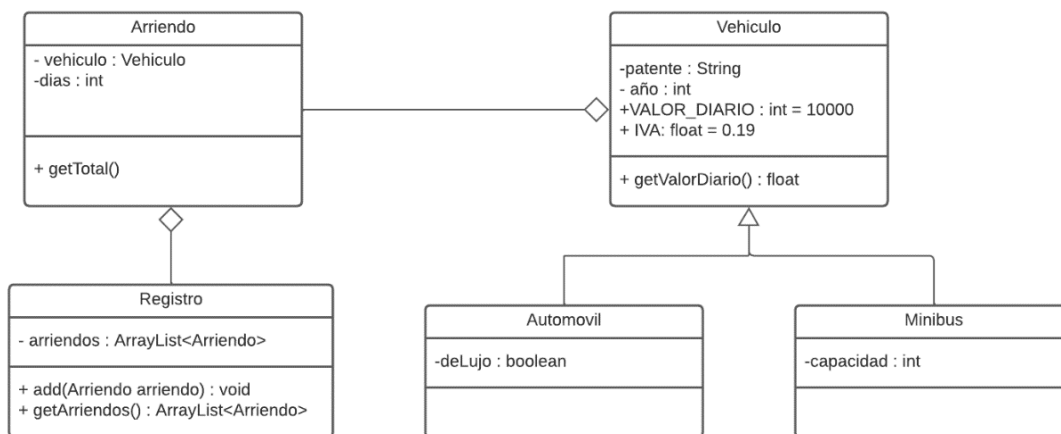 Arriendo
- vehiculo : Vehiculo
-dias : int
+ getTotal()
Vehiculo
-patente : String
- año : int
+VALOR_DIARIO : int = 10000
+ IVA: float = 0.19
+ getValorDiario() : float
Registro
- arriendos : ArrayList<Arriendo>
+ add(Arriendo arriendo) : void
+ getArriendos() : ArrayList<Arriendo>
Automovil
-deLujo : boolean
Minibus
-capacidad : int